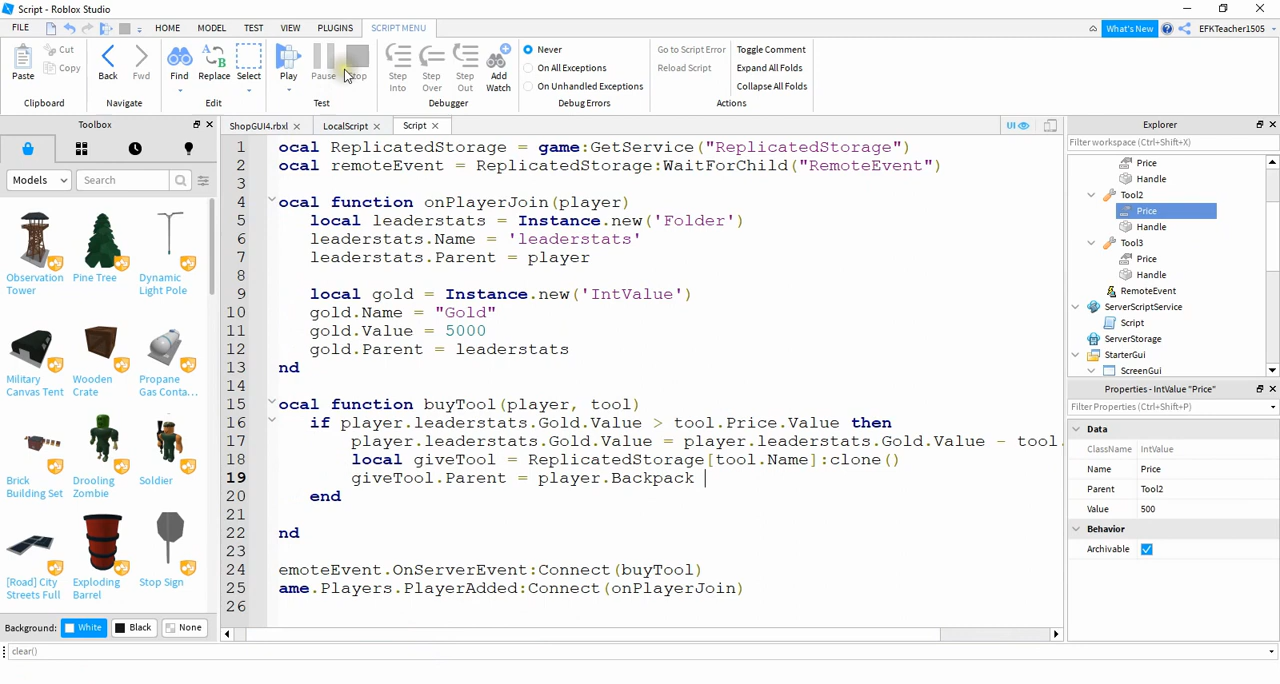 Script - Roblox Studio
FILE HOME MODEL TEST VIEW PLUGINS SCRIPT MENU What's New EFKTeacher1505
Paste Cut Copy Back Fwd Find Replace Select Play Pause Stop Step Into Step Over Step Out Add Watch
Never
On All Exceptions
On Unhandled Exceptions
Go to Script Error
Reload Script
Toggle Comment
Expand All Folds
Collapse All Folds
Clipboard Navigate Edit Test Debugger Debug Errors Actions
Toolbox
Models Search
Observation Tower
Pine Tree
Dynamic Light Pole
Military Canvas Tent
Wooden Crate
Propane Gas Conta...
Brick Building Set
Drooling Zombie
Soldier
[Road] City Streets Full
Exploding Barrel
Stop Sign
Background: White Black None
clear()
ShopGUI4.rbxl LocalScript Script UI
1 ocal ReplicatedStorage = game:GetService("ReplicatedStorage")
2 ocal remoteEvent = ReplicatedStorage:WaitForChild("RemoteEvent")
3
4 ocal function onPlayerJoin(player)
5 local leaderstats = Instance.new('Folder')
6 leaderstats.Name = 'leaderstats'
7 leaderstats.Parent = player
8
9 local gold = Instance.new('IntValue')
10 gold.Name = "Gold"
11 gold.Value = 5000
12 gold.Parent = leaderstats
13 nd
14
15 ocal function buyTool(player, tool)
16 if player.leaderstats.Gold.Value > tool.Price.Value then
17 player.leaderstats.Gold.Value = player.leaderstats.Gold.Value - tool.
18 local giveTool = ReplicatedStorage[tool.Name]:clone()
19 giveTool.Parent = player.Backpack
20 end
21
22 nd
23
24 emoteEvent.OnServerEvent:Connect(buyTool)
25 ame.Players.PlayerAdded:Connect(onPlayerJoin)
26
Explorer
Filter workspace (Ctrl+Shift+X)
Price
Handle
Tool2
Price
Handle
Tool3
Price
Handle
RemoteEvent
ServerScriptService
Script
ServerStorage
StarterGui
ScreenGui
Properties - IntValue "Price"
Filter Properties (Ctrl+Shift+P)
Data
ClassName IntValue
Name Price
Parent Tool2
Value 500
Behavior
Archivable